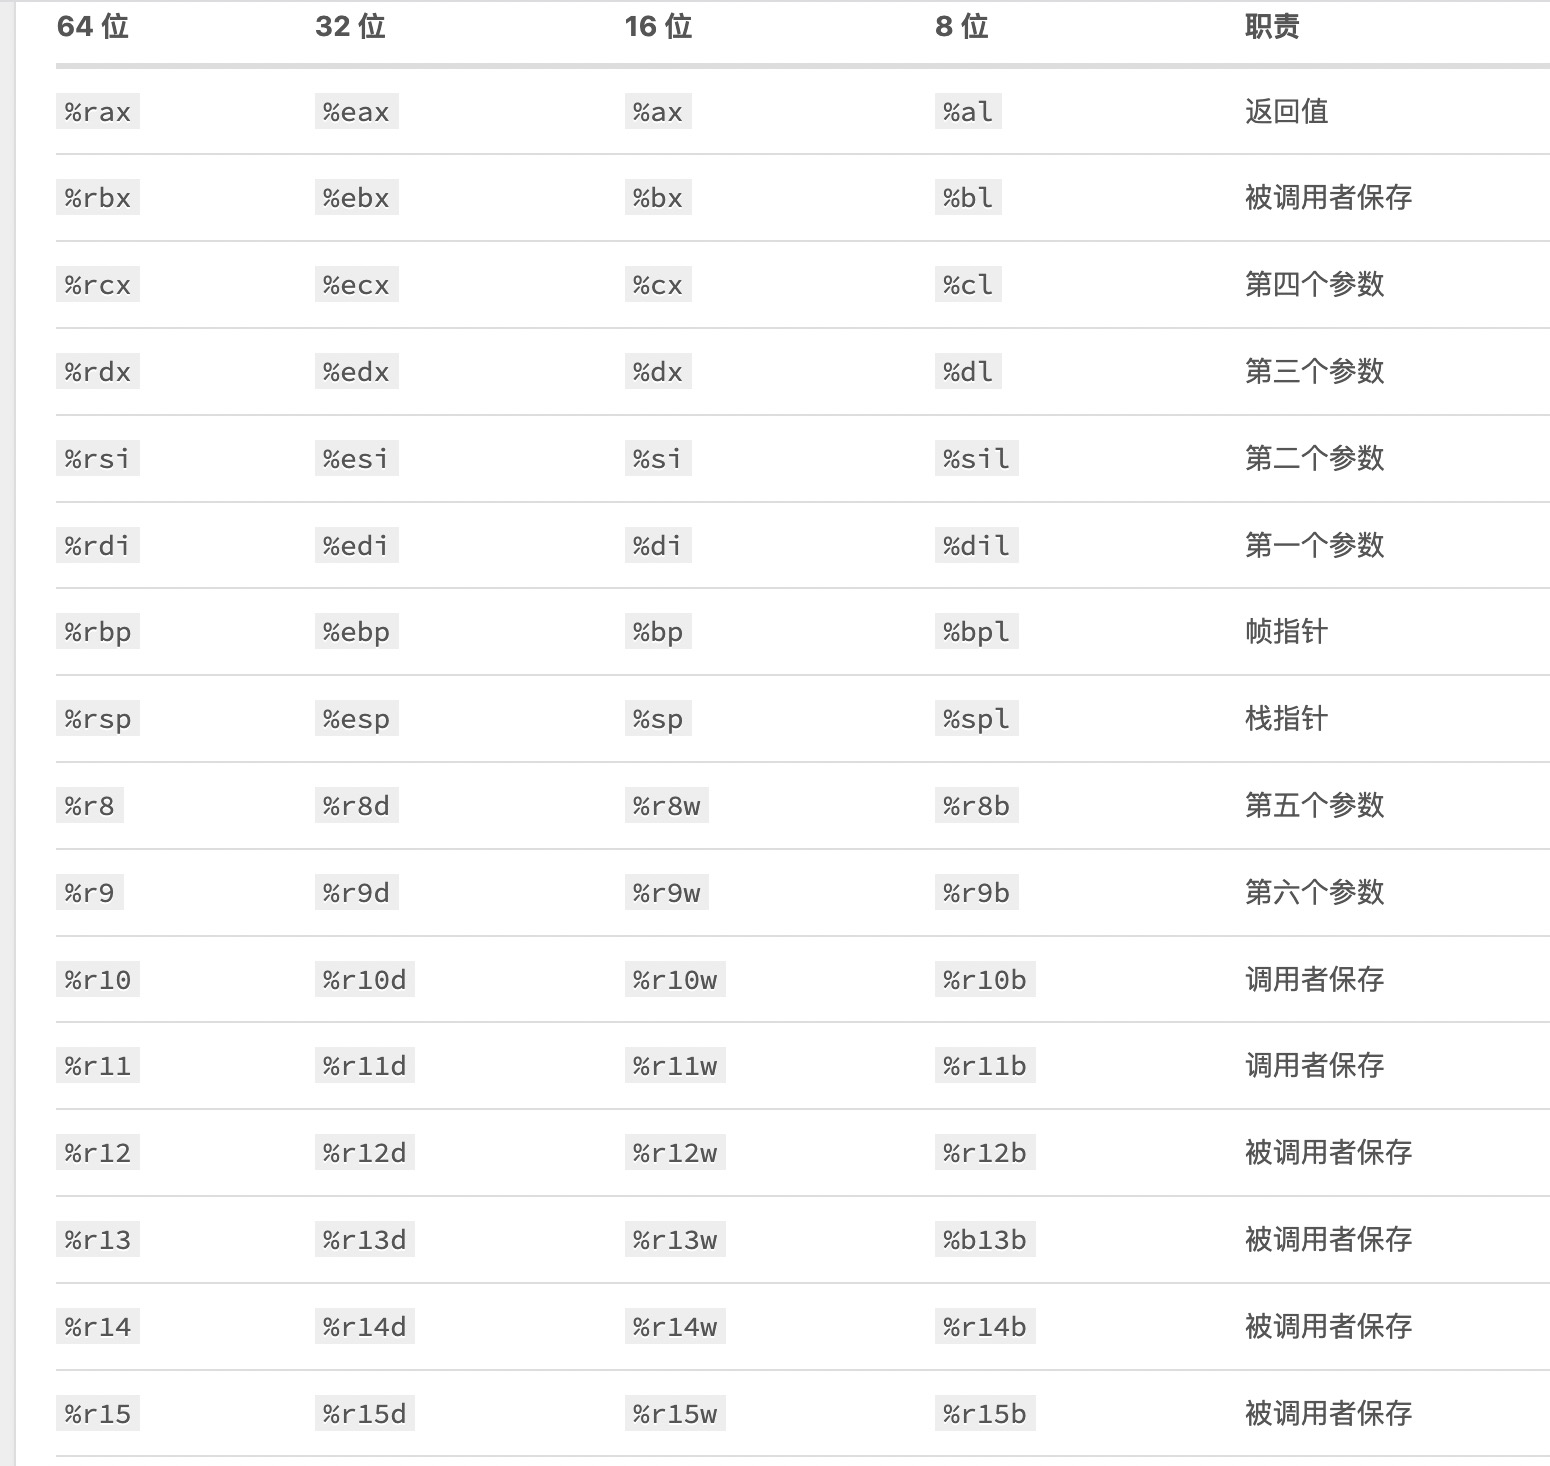 64 位 32 位 16 位 8 位 职责
%rax %eax %ax %al 返回值
%rbx %ebx %bx %bl 被调用者保存
%rcx %ecx %cx %cl 第四个参数
%rdx %edx %dx %dl 第三个参数
%rsi %esi %si %sil 第二个参数
%rdi %edi %di %dil 第一个参数
%rbp %ebp %bp %bpl 帧指针
%rsp %esp %sp %spl 栈指针
%r8 %r8d %r8w %r8b 第五个参数
%r9 %r9d %r9w %r9b 第六个参数
%r10 %r10d %r10w %r10b 调用者保存
%r11 %r11d %r11w %r11b 调用者保存
%r12 %r12d %r12w %r12b 被调用者保存
%r13 %r13d %r13w %b13b 被调用者保存
%r14 %r14d %r14w %r14b 被调用者保存
%r15 %r15d %r15w %r15b 被调用者保存